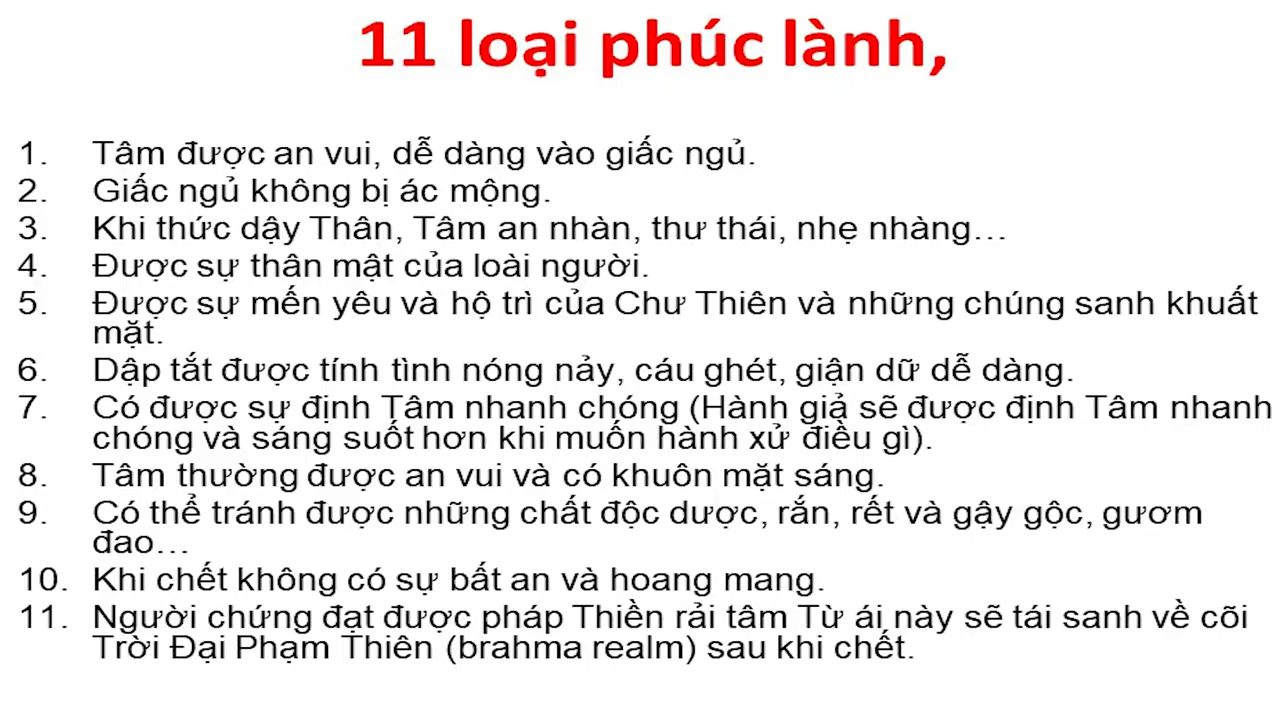 11 loại phúc lành,
1. Tâm được an vui, dễ dàng vào giấc ngủ.
2. Giấc ngủ không bị ác mộng.
3. Khi thức dậy Thân, Tâm an nhàn, thư thái, nhẹ nhàng…
4. Được sự thân mật của loài người.
5. Được sự mến yêu và hộ trì của Chư Thiên và những chúng sanh khuất
mặt.
6. Dập tắt được tính tình nóng nảy, cáu ghét, giận dữ dễ dàng.
7. Có được sự định Tâm nhanh chóng (Hành giả sẽ được định Tâm nhanh
chóng và sáng suốt hơn khi muốn hành xử điều gì).
8. Tâm thường được an vui và có khuôn mặt sáng.
9. Có thể tránh được những chất độc dược, rắn, rết và gậy gộc, gươm
đao…
10. Khi chết không có sự bất an và hoang mang.
11. Người chứng đạt được pháp Thiền rải tâm Từ ái này sẽ tái sanh về cõi
Trời Đại Phạm Thiên (brahma realm) sau khi chết.